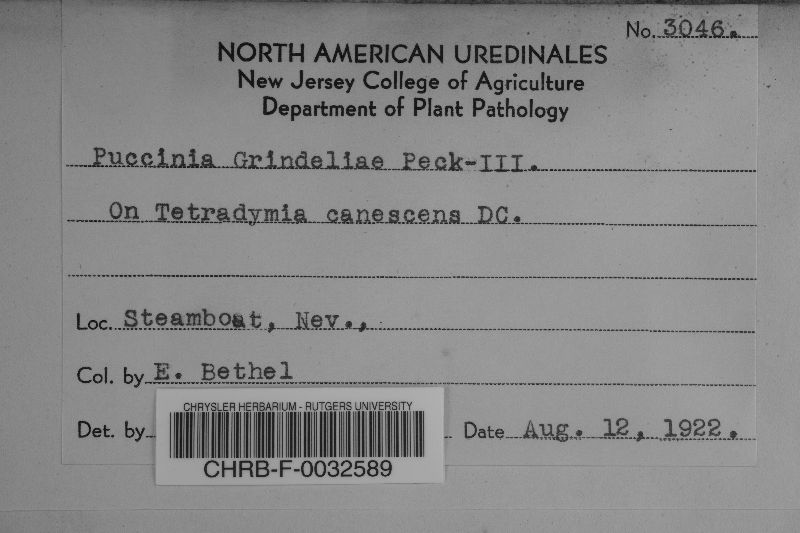 No. 3046.
NORTH AMERICAN UREDINALES
New Jersey College of Agriculture
Department of Plant Pathology
Puccinia Grindeliae Peck-III.
On Tetradymia canescens DC.
Loc. Steamboat, Nev.,
Col. by E. Bethel
Det. by Date Aug. 12, 1922.
CHRYSLER HERBARIUM - RUTGERS UNIVERSITY
CHRB-F-0032589